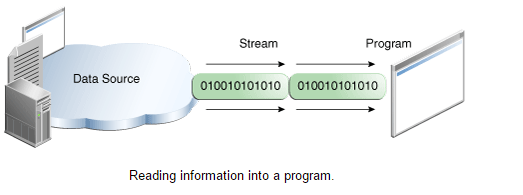 Stream
Program
Data Source
010010101010
010010101010
Reading information into a program.